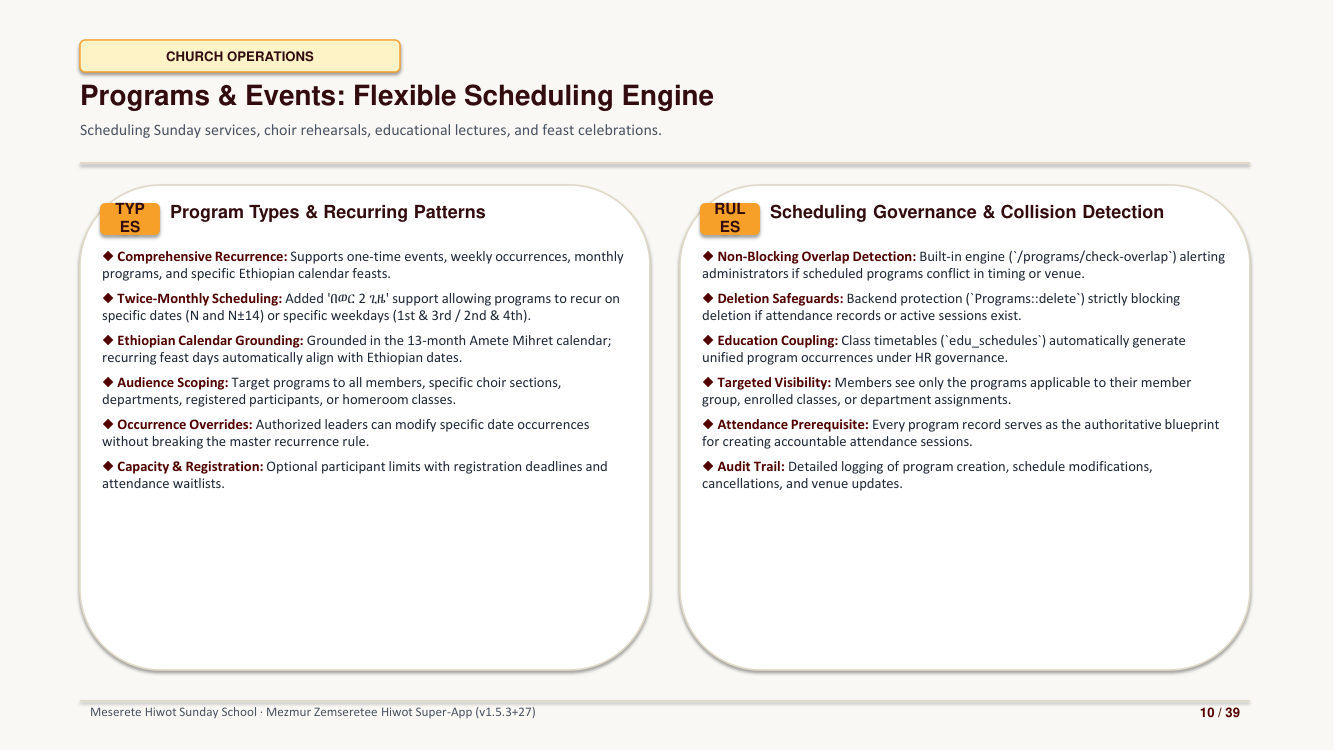 CHURCH OPERATIONS
Programs & Events: Flexible Scheduling Engine
Scheduling Sunday services, choir rehearsals, educational lectures, and feast celebrations.
TYP
ES
Program Types & Recurring Patterns
◆ Comprehensive Recurrence: Supports one-time events, weekly occurrences, monthly
programs, and specific Ethiopian calendar feasts.
◆ Twice-Monthly Scheduling: Added 'በወር 2 ጊዜ' support allowing programs to recur on
specific dates (N and N±14) or specific weekdays (1st & 3rd / 2nd & 4th).
◆ Ethiopian Calendar Grounding: Grounded in the 13-month Amete Mihret calendar;
recurring feast days automatically align with Ethiopian dates.
◆ Audience Scoping: Target programs to all members, specific choir sections,
departments, registered participants, or homeroom classes.
◆ Occurrence Overrides: Authorized leaders can modify specific date occurrences
without breaking the master recurrence rule.
◆ Capacity & Registration: Optional participant limits with registration deadlines and
attendance waitlists.
RUL
ES
Scheduling Governance & Collision Detection
◆ Non-Blocking Overlap Detection: Built-in engine (`/programs/check-overlap`) alerting
administrators if scheduled programs conflict in timing or venue.
◆ Deletion Safeguards: Backend protection (`Programs::delete`) strictly blocking
deletion if attendance records or active sessions exist.
◆ Education Coupling: Class timetables (`edu_schedules`) automatically generate
unified program occurrences under HR governance.
◆ Targeted Visibility: Members see only the programs applicable to their member
group, enrolled classes, or department assignments.
◆ Attendance Prerequisite: Every program record serves as the authoritative blueprint
for creating accountable attendance sessions.
◆ Audit Trail: Detailed logging of program creation, schedule modifications,
cancellations, and venue updates.
Meserete Hiwot Sunday School · Mezmur Zemseretee Hiwot Super-App (v1.5.3+27)
10 / 39